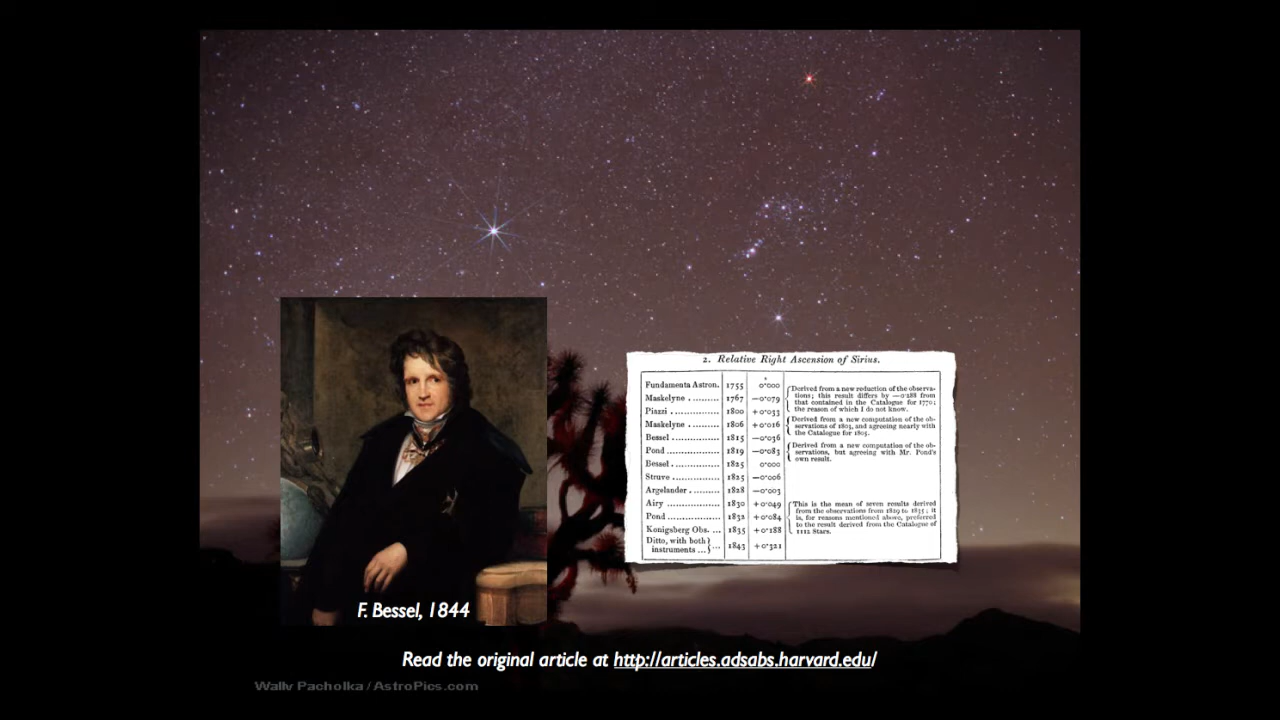 2. Relative Right Ascension of Sirius.
Fundamenta Astron. 1755 0·000
Maskelyne ......... 1767 —0·079
Piazzi ............... 1800 +0·033
Maskelyne ......... 1806 +0·016
Bessel ............... 1815 —0·036
Pond ............... 1819 —0·083
Bessel ............... 1825 0·000
Struve ............... 1825 —0·006
Argelander ......... 1828 —0·003
Airy ............... 1830 +0·049
Pond ............... 1832 +0·084
Konigsberg Obs. ... 1835 +0·188
Ditto, with both
instruments ... 1843 +0·321
Derived from a new reduction of the observa-
tions; this result differs by —0·288 from
that contained in the Catalogue for 1770;
the reason of which I do not know.
Derived from a new computation of the ob-
servations of 1803, and agreeing nearly with
the Catalogue for 1805.
Derived from a new computation of the ob-
servations, but agreeing with Mr. Pond's
own result.
This is the mean of seven results derived
from the observations from 1829 to 1835; it
is, for reasons mentioned above, preferred
to the result derived from the Catalogue of
1112 Stars.
F. Bessel, 1844
Read the original article at http://articles.adsabs.harvard.edu/
Wally Pacholka / AstroPics.com